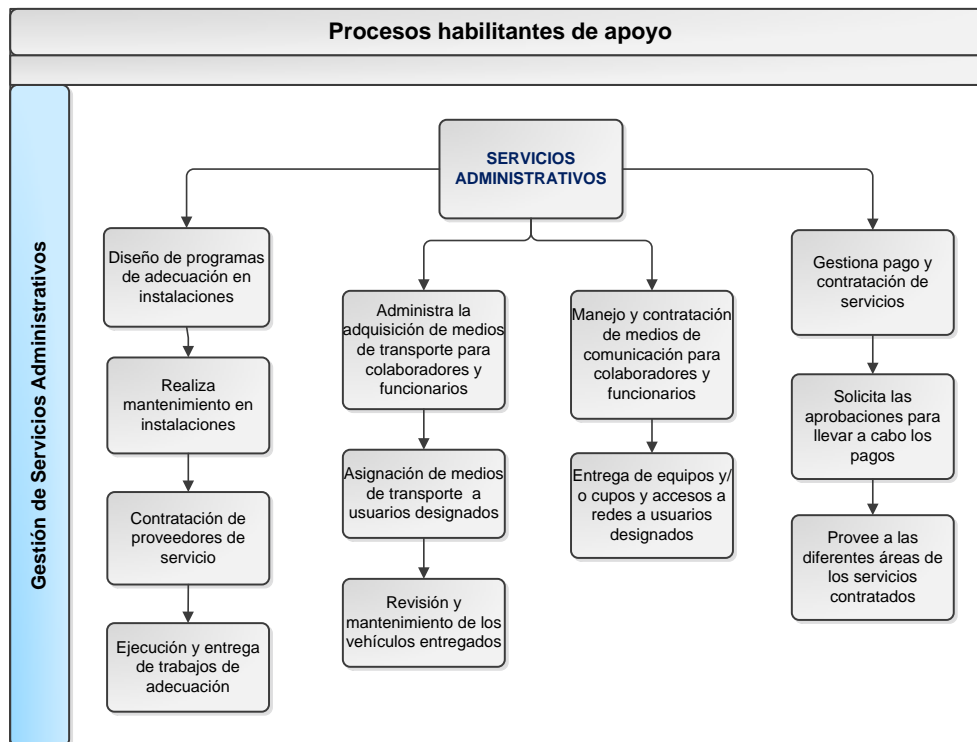 Procesos habilitantes de apoyo
Gestión de Servicios Administrativos
SERVICIOS
ADMINISTRATIVOS
Diseño de programas
de adecuación en
instalaciones
Realiza
mantenimiento en
instalaciones
Contratación de
proveedores de
servicio
Ejecución y entrega
de trabajos de
adecuación
Administra la
adquisición de medios
de transporte para
colaboradores y
funcionarios
Asignación de medios
de transporte a
usuarios designados
Revisión y
mantenimiento de los
vehículos entregados
Manejo y contratación
de medios de
comunicación para
colaboradores y
funcionarios
Entrega de equipos y/
o cupos y accesos a
redes a usuarios
designados
Gestiona pago y
contratación de
servicios
Solicita las
aprobaciones para
llevar a cabo los
pagos
Provee a las
diferentes áreas de
los servicios
contratados